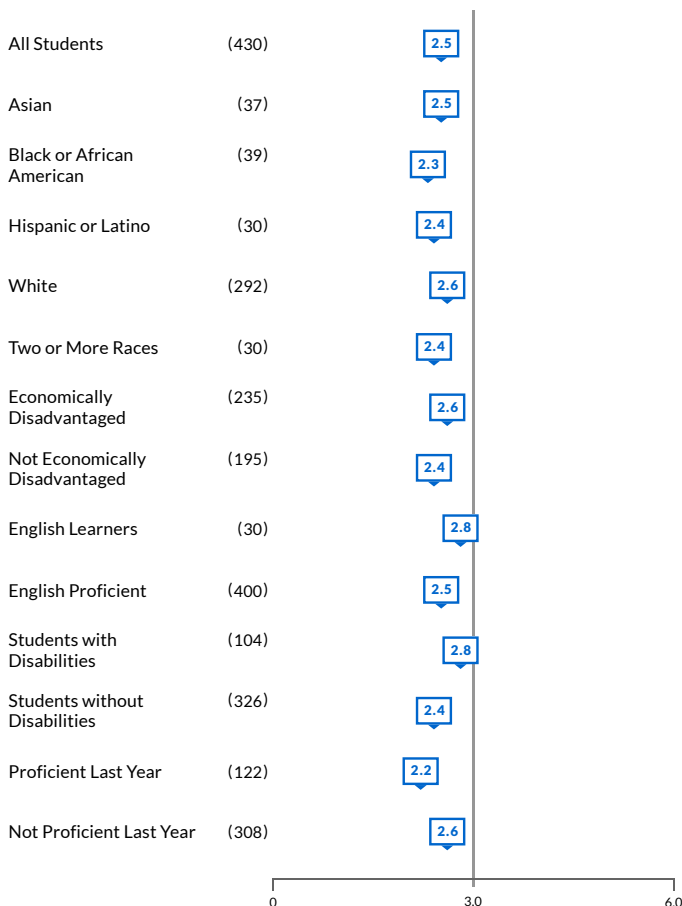 All Students (430) 2.5
Asian (37) 2.5
Black or African (39) 2.3
American
Hispanic or Latino (30) 2.4
White (292) 2.6
Two or More Races (30) 2.4
Economically (235) 2.6
Disadvantaged
Not Economically (195) 2.4
Disadvantaged
English Learners (30) 2.8
English Proficient (400) 2.5
Students with (104) 2.8
Disabilities
Students without (326) 2.4
Disabilities
Proficient Last Year (122) 2.2
Not Proficient Last Year (308) 2.6
0 3.0 6.0